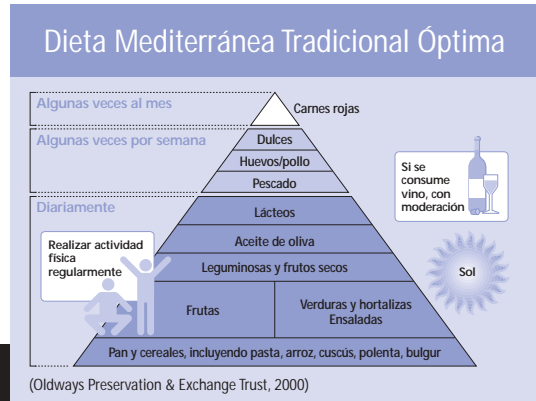 Dieta Mediterránea Tradicional Óptima
Algunas veces al mes
Carnes rojas
Algunas veces por semana
Dulces
Huevos/pollo
Pescado
Si se
consume
vino, con
moderación
Diariamente
Lácteos
Realizar actividad
física
regularmente
Aceite de oliva
Leguminosas y frutos secos
Sol
Frutas
Verduras y hortalizas
Ensaladas
Pan y cereales, incluyendo pasta, arroz, cuscús, polenta, bulgur
(Oldways Preservation & Exchange Trust, 2000)